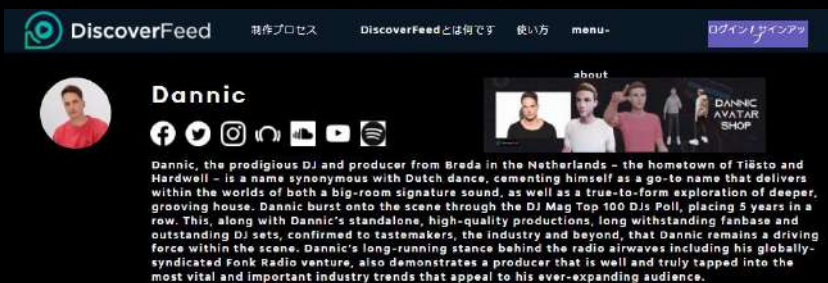 DiscoverFeed
制作プロセス
DiscoverFeedとは何です
使い方
menu-
ログイン / サインアッ
プ
about
Dannic
DANNIC
AVATAR
SHOP
Dannic, the prodigious DJ and producer from Breda in the Netherlands – the hometown of Tiësto and
Hardwell – is a name synonymous with Dutch dance, cementing himself as a go-to name that delivers
within the worlds of both a big-room signature sound, as well as a true-to-form exploration of deeper,
grooving house. Dannic burst onto the scene through the DJ Mag Top 100 DJs Poll, placing 5 years in a
row. This, along with Dannic's standalone, high-quality productions, long withstanding fanbase and
outstanding DJ sets, confirmed to tastemakers, the industry and beyond, that Dannic remains a driving
force within the scene. Dannic's long-running stance behind the radio airwaves including his globally-
syndicated Fonk Radio venture, also demonstrates a producer that is well and truly tapped into the
most vital and important industry trends that appeal to his ever-expanding audience.